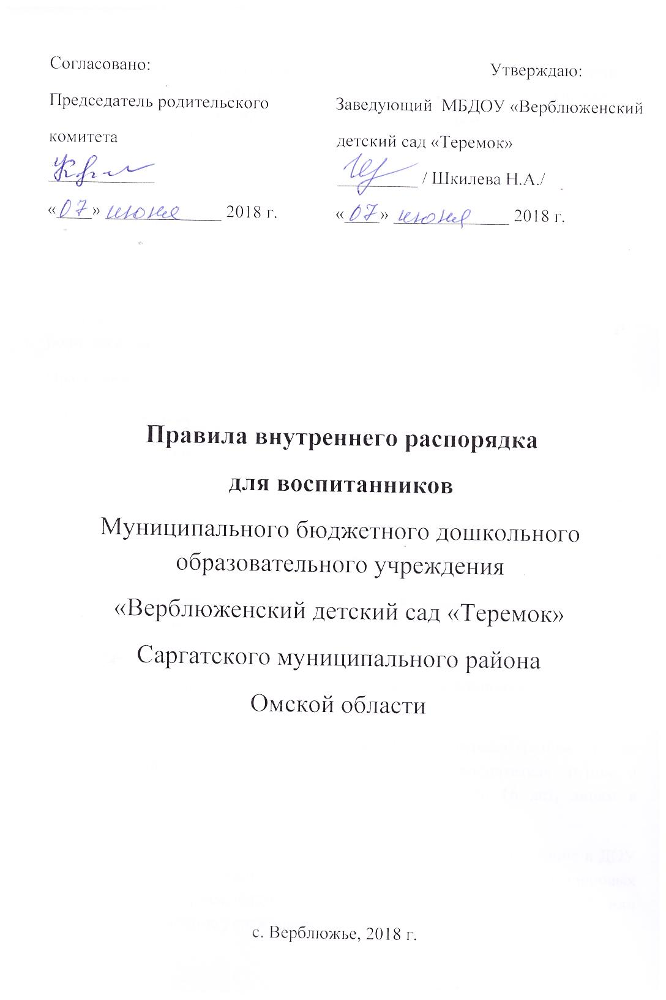 Согласовано:
Председатель родительского
комитета
«07» июня 2018 г.
Утверждаю:
Заведующий МБДОУ «Верблюженский
детский сад «Теремок»
/ Шкилева Н.А./
«07» июня 2018 г.
Правила внутреннего распорядка
для воспитанников
Муниципального бюджетного дошкольного
образовательного учреждения
«Верблюженский детский сад «Теремок»
Саргатского муниципального района
Омской области
с. Верблюжье, 2018 г.